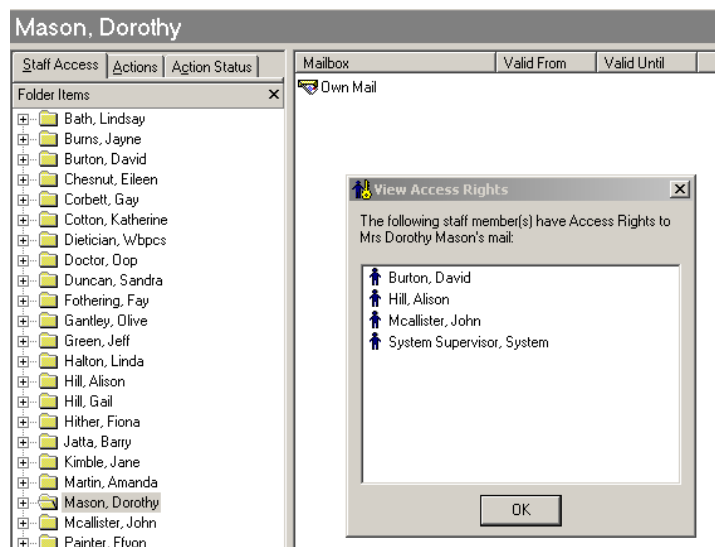 Mason, Dorothy
Staff Access Actions Action Status
Folder Items
Bath, Lindsay
Burns, Jayne
Burton, David
Chesnut, Eileen
Corbett, Gay
Cotton, Katherine
Dietician, Wbpcs
Doctor, Oop
Duncan, Sandra
Fothering, Fay
Gantley, Olive
Green, Jeff
Halton, Linda
Hill, Alison
Hill, Gail
Hither, Fiona
Jatta, Barry
Kimble, Jane
Martin, Amanda
Mason, Dorothy
Mcallister, John
Painter, Ffyon
Mailbox Valid From Valid Until
Own Mail
View Access Rights
The following staff member(s) have Access Rights to
Mrs Dorothy Mason's mail:
Burton, David
Hill, Alison
Mcallister, John
System Supervisor, System
OK